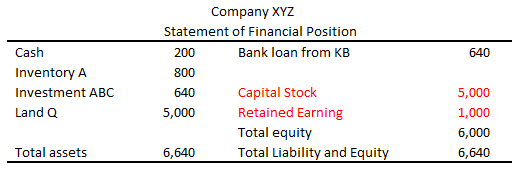 Company XYZ
Statement of Financial Position
Cash 200 Bank loan from KB 640
Inventory A 800
Investment ABC 640 Capital Stock 5,000
Land Q 5,000 Retained Earning 1,000
Total equity 6,000
Total assets 6,640 Total Liability and Equity 6,640